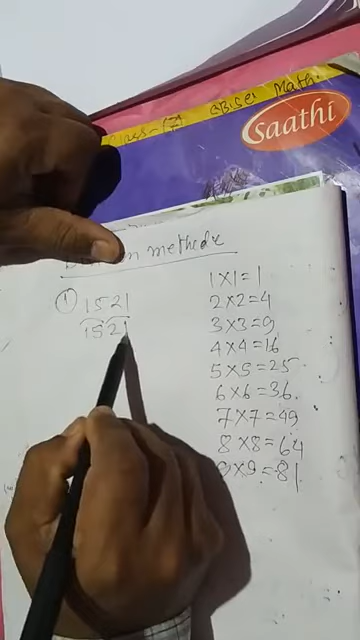 CBSE Math
Saathi
1 x 1 = 1
① 1521
1521
2 x 2 = 4
3 x 3 = 9
4 x 4 = 16
5 x 5 = 25
6 x 6 = 36
7 x 7 = 49
8 x 8 = 64
9 x 9 = 81